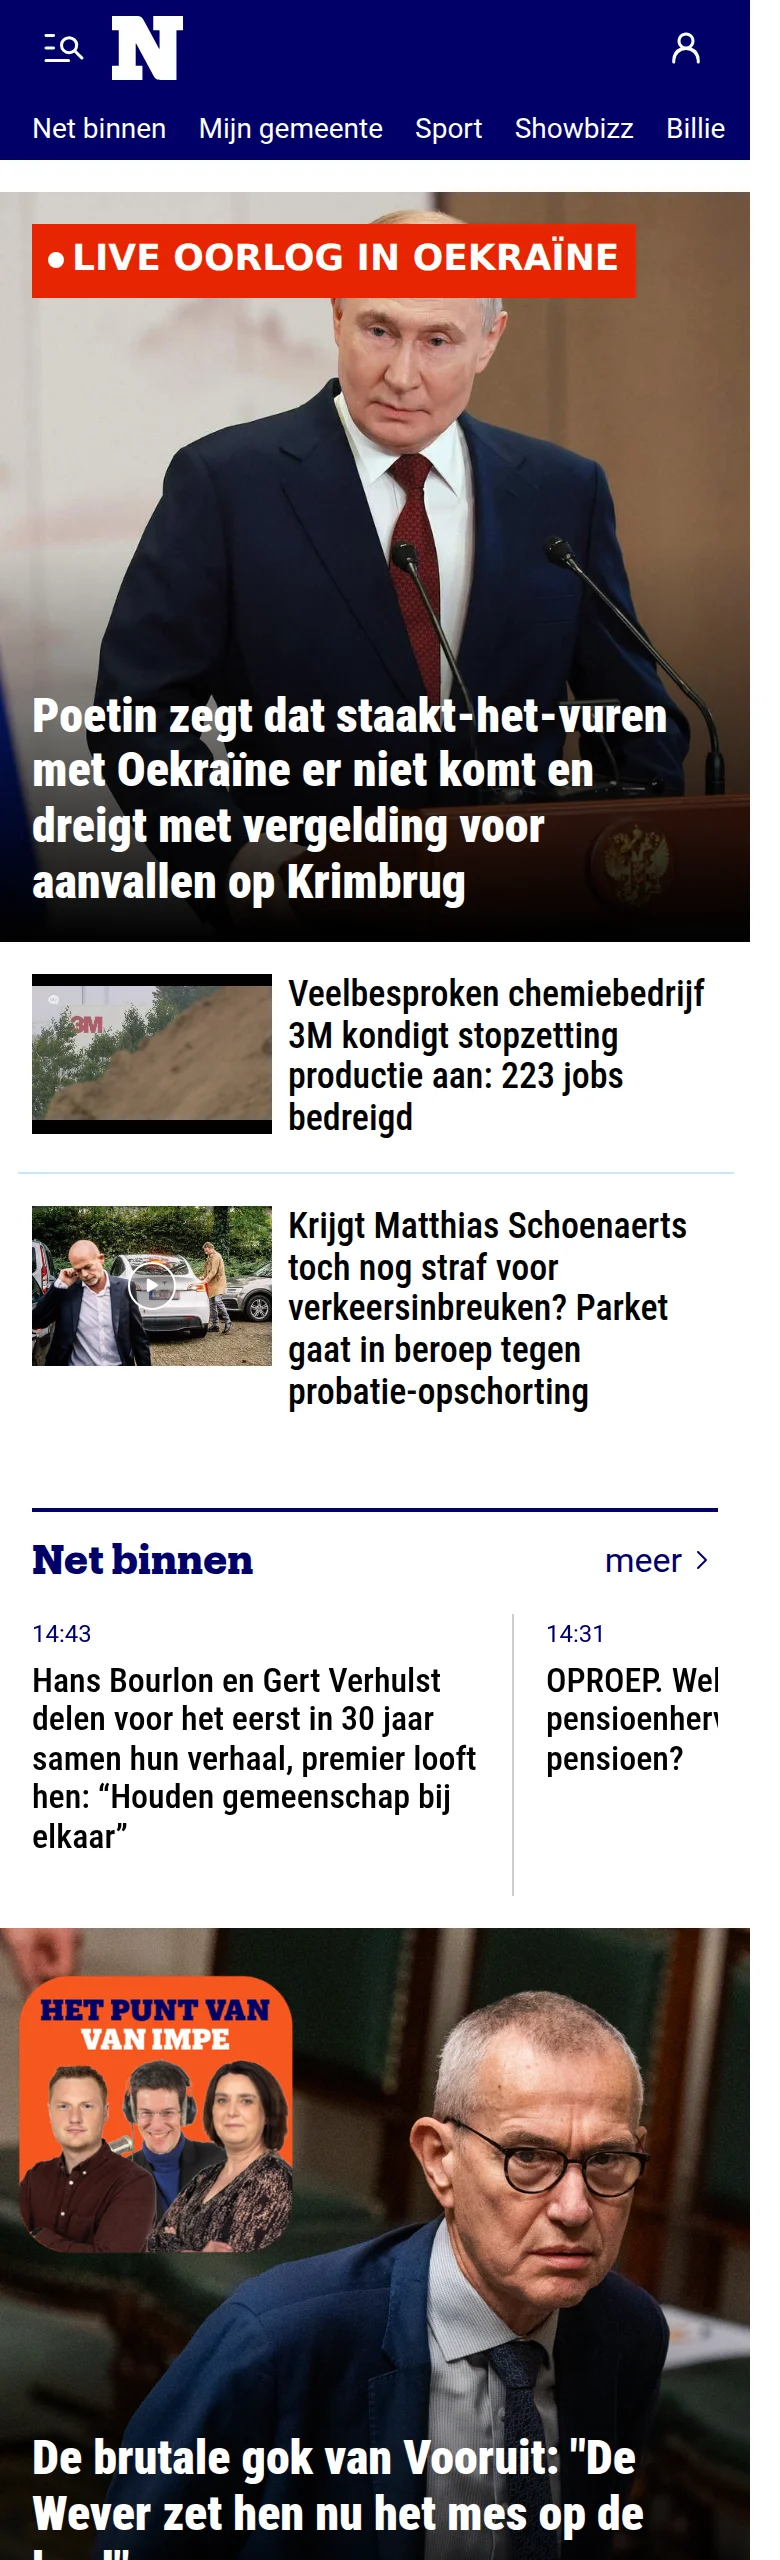 N
Net binnen Mijn gemeente Sport Showbizz Billie
LIVE OORLOG IN OEKRAÏNE
Poetin zegt dat staakt-het-vuren
met Oekraïne er niet komt en
dreigt met vergelding voor
aanvallen op Krimbrug
3M
Veelbesproken chemiebedrijf
3M kondigt stopzetting
productie aan: 223 jobs
bedreigd
Krijgt Matthias Schoenaerts
toch nog straf voor
verkeersinbreuken? Parket
gaat in beroep tegen
probatie-opschorting
Net binnen
meer
14:43
Hans Bourlon en Gert Verhulst
delen voor het eerst in 30 jaar
samen hun verhaal, premier looft
hen: “Houden gemeenschap bij
elkaar”
14:31
OPROEP.
pensioen?
HET PUNT VAN
VAN IMPE
De brutale gok van Vooruit: "De
Wever zet hen nu het mes op de